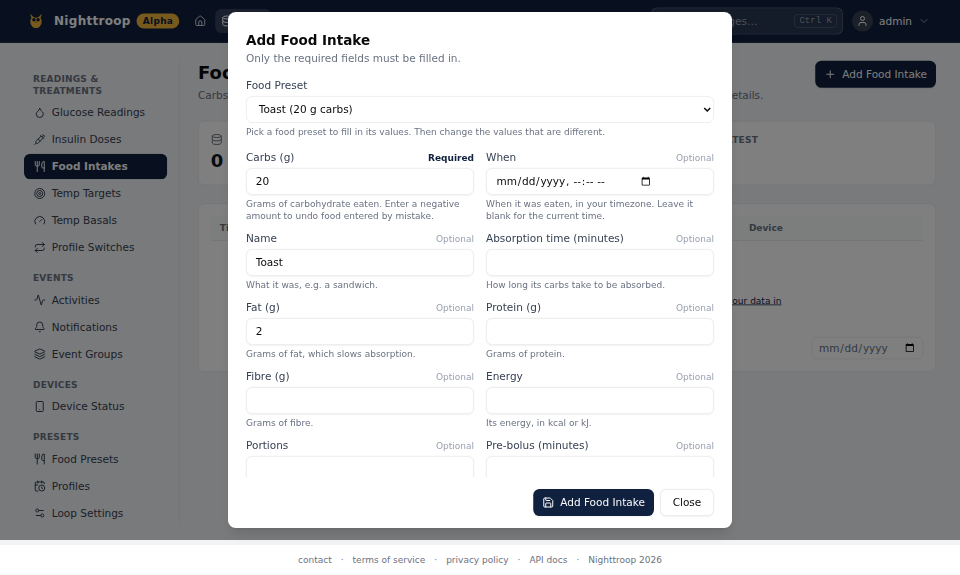 Nighttroop Alpha
Ctrl K
admin
READINGS &
TREATMENTS
Glucose Readings
Insulin Doses
Food Intakes
Temp Targets
Temp Basals
Profile Switches
EVENTS
Activities
Notifications
Event Groups
DEVICES
Device Status
PRESETS
Food Presets
Profiles
Loop Settings
Add Food Intake
0
Device
your data in
mm/dd/yyyy
Add Food Intake
Only the required fields must be filled in.
Food Preset
Toast (20 g carbs)
Pick a food preset to fill in its values. Then change the values that are different.
Carbs (g) Required
20
Grams of carbohydrate eaten. Enter a negative
amount to undo food entered by mistake.
When Optional
mm/dd/yyyy, --:-- --
When it was eaten, in your timezone. Leave it
blank for the current time.
Name Optional
Toast
What it was, e.g. a sandwich.
Absorption time (minutes) Optional
How long its carbs take to be absorbed.
Fat (g) Optional
2
Grams of fat, which slows absorption.
Protein (g) Optional
Grams of protein.
Fibre (g) Optional
Grams of fibre.
Energy Optional
Its energy, in kcal or kJ.
Portions Optional
Pre-bolus (minutes) Optional
Add Food Intake
Close
contact · terms of service · privacy policy · API docs · Nighttroop 2026